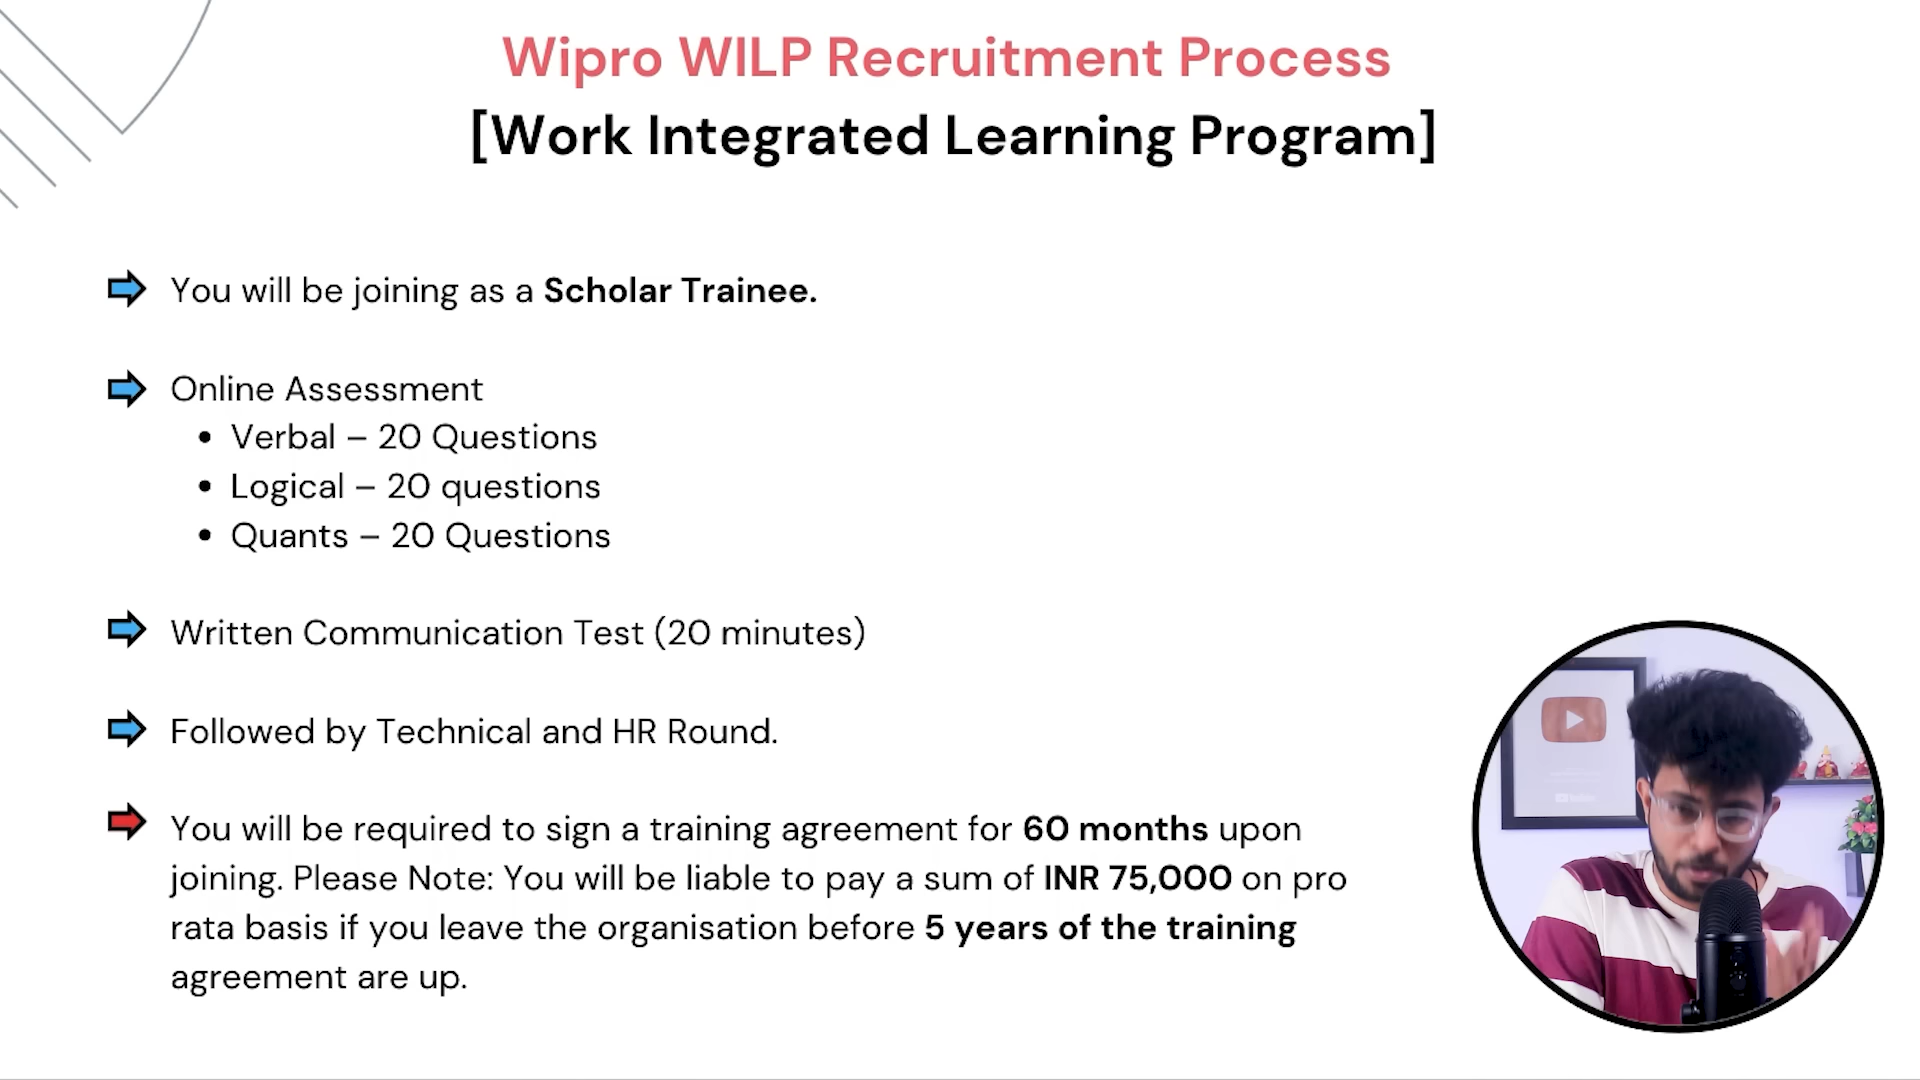 Wipro WILP Recruitment Process
[Work Integrated Learning Program]
You will be joining as a Scholar Trainee.
Online Assessment
• Verbal – 20 Questions
• Logical – 20 questions
• Quants – 20 Questions
Written Communication Test (20 minutes)
Followed by Technical and HR Round.
You will be required to sign a training agreement for 60 months upon
joining. Please Note: You will be liable to pay a sum of INR 75,000 on pro
rata basis if you leave the organisation before 5 years of the training
agreement are up.